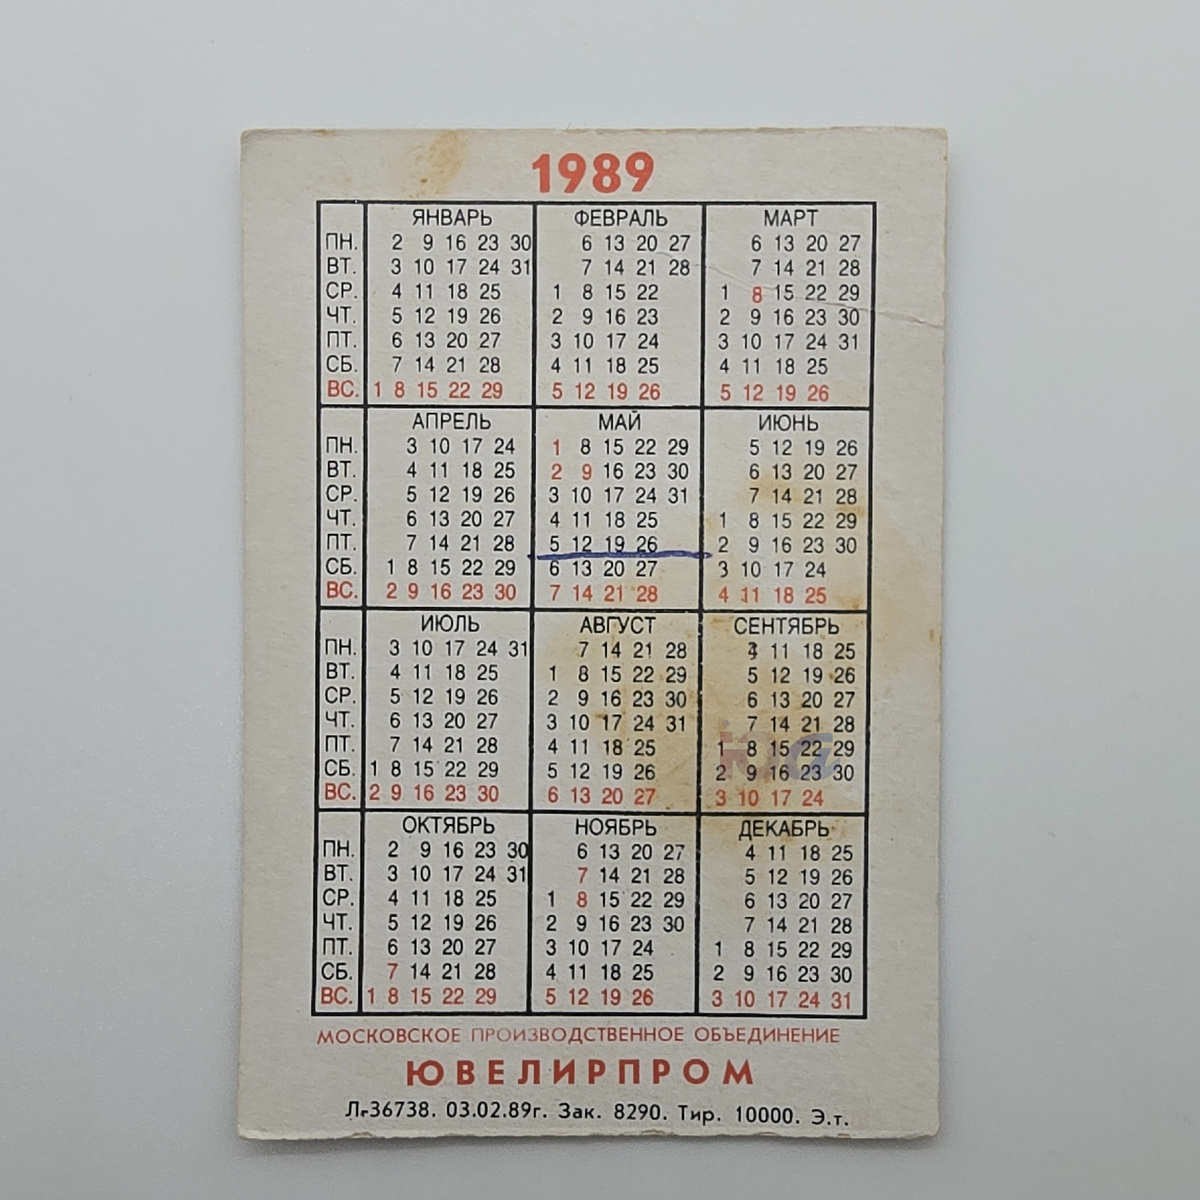 1989
ЯНВАРЬ ФЕВРАЛЬ МАРТ
ПН. 2 9 16 23 30 6 13 20 27 6 13 20 27
ВТ. 3 10 17 24 31 7 14 21 28 7 14 21 28
СР. 4 11 18 25 1 8 15 22 1 8 15 22 29
ЧТ. 5 12 19 26 2 9 16 23 2 9 16 23 30
ПТ. 6 13 20 27 3 10 17 24 3 10 17 24 31
СБ. 7 14 21 28 4 11 18 25 4 11 18 25
ВС. 1 8 15 22 29 5 12 19 26 5 12 19 26
АПРЕЛЬ МАЙ ИЮНЬ
ПН. 3 10 17 24 1 8 15 22 29 5 12 19 26
ВТ. 4 11 18 25 2 9 16 23 30 6 13 20 27
СР. 5 12 19 26 3 10 17 24 31 7 14 21 28
ЧТ. 6 13 20 27 4 11 18 25 1 8 15 22 29
ПТ. 7 14 21 28 5 12 19 26 2 9 16 23 30
СБ. 1 8 15 22 29 6 13 20 27 3 10 17 24
ВС. 2 9 16 23 30 7 14 21 28 4 11 18 25
ИЮЛЬ АВГУСТ СЕНТЯБРЬ
ПН. 3 10 17 24 31 7 14 21 28 4 11 18 25
ВТ. 4 11 18 25 1 8 15 22 29 5 12 19 26
СР. 5 12 19 26 2 9 16 23 30 6 13 20 27
ЧТ. 6 13 20 27 3 10 17 24 31 7 14 21 28
ПТ. 7 14 21 28 4 11 18 25 1 8 15 22 29
СБ. 1 8 15 22 29 5 12 19 26 2 9 16 23 30
ВС. 2 9 16 23 30 6 13 20 27 3 10 17 24
ОКТЯБРЬ НОЯБРЬ ДЕКАБРЬ
ПН. 2 9 16 23 30 6 13 20 27 4 11 18 25
ВТ. 3 10 17 24 31 7 14 21 28 5 12 19 26
СР. 4 11 18 25 1 8 15 22 29 6 13 20 27
ЧТ. 5 12 19 26 2 9 16 23 30 7 14 21 28
ПТ. 6 13 20 27 3 10 17 24 1 8 15 22 29
СБ. 7 14 21 28 4 11 18 25 2 9 16 23 30
ВС. 1 8 15 22 29 5 12 19 26 3 10 17 24 31
МОСКОВСКОЕ ПРОИЗВОДСТВЕННОЕ ОБЪЕДИНЕНИЕ
ЮВЕЛИРПРОМ
Л-36738. 03.02.89г. Зак. 8290. Тир. 10000. Э.т.